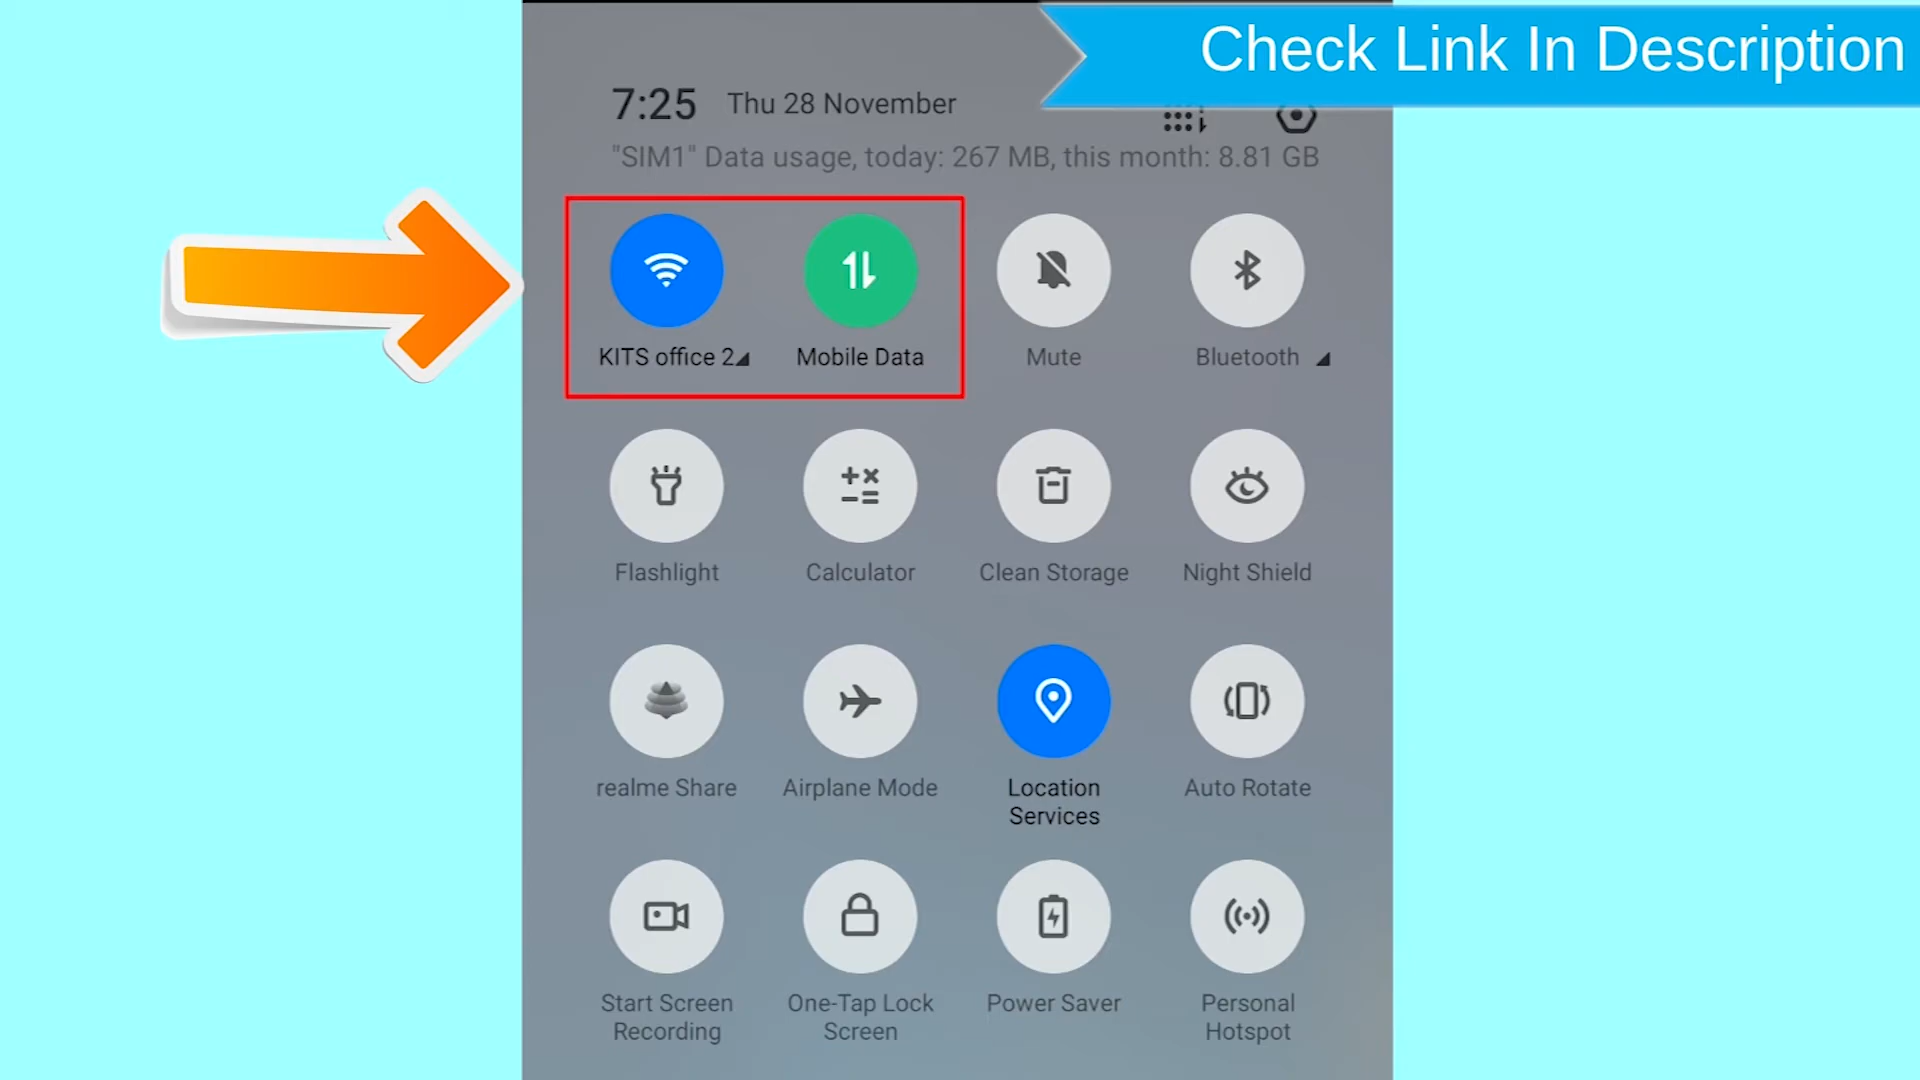 Check Link In Description
7:25 Thu 28 November
"SIM1" Data usage, today: 267 MB, this month: 8.81 GB
KITS office 2
Mobile Data
Mute
Bluetooth
Flashlight
Calculator
Clean Storage
Night Shield
realme Share
Airplane Mode
Location
Services
Auto Rotate
Start Screen
Recording
One-Tap Lock
Screen
Power Saver
Personal
Hotspot